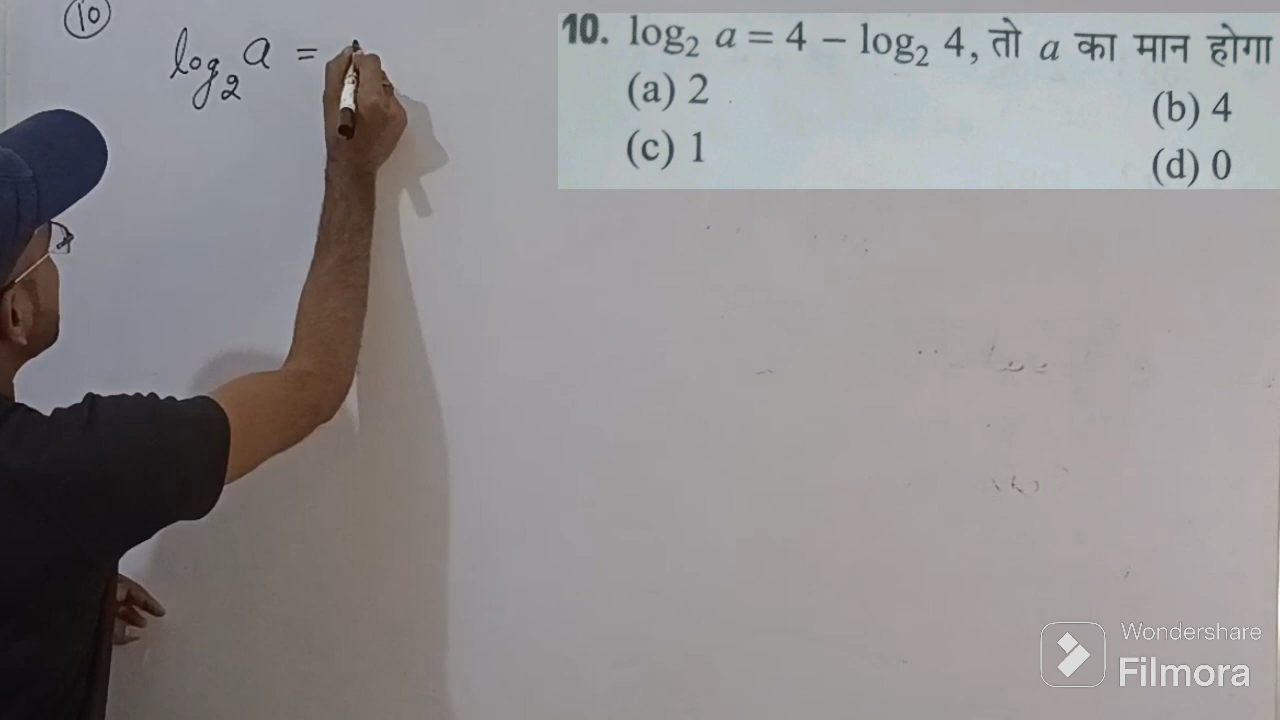 10
log₂ a =
10. log₂ a = 4 – log₂ 4, तो a का मान होगा
(a) 2 (b) 4
(c) 1 (d) 0
Wondershare
Filmora